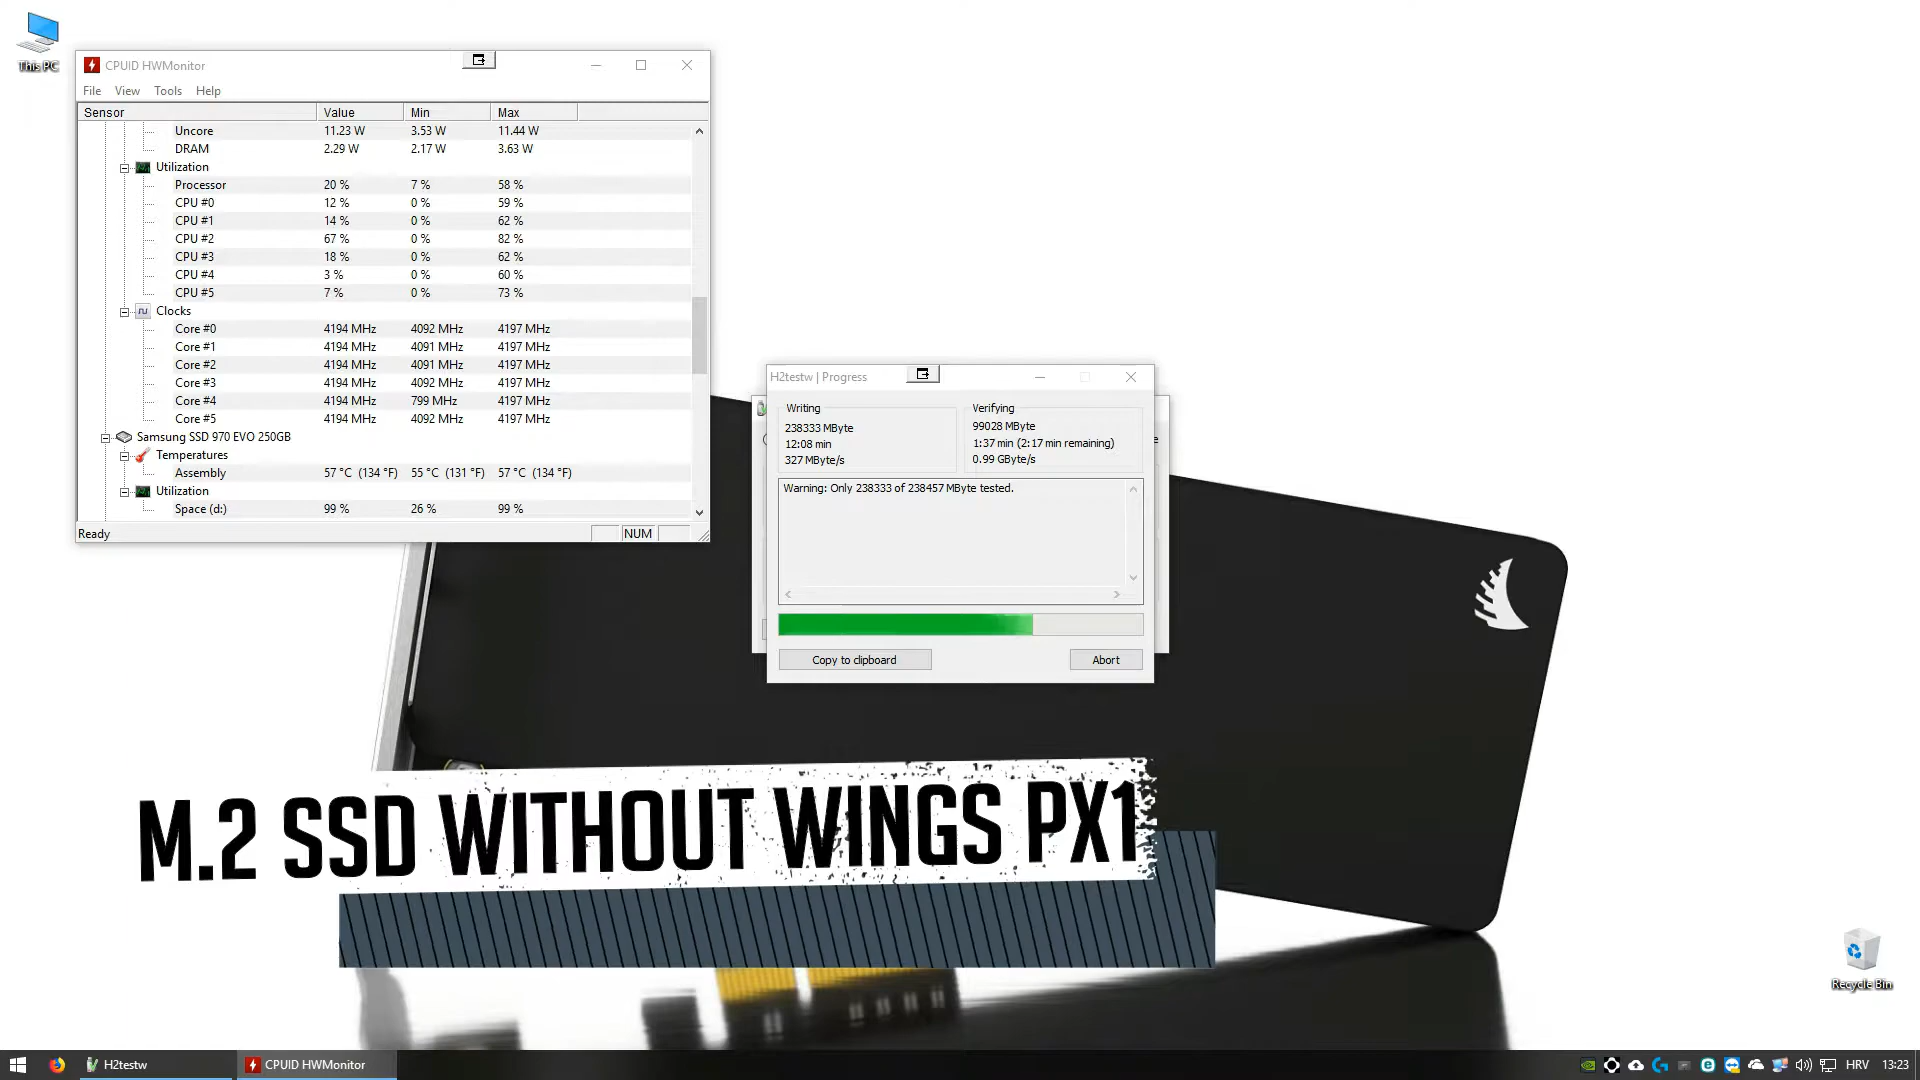 This PC
CPUID HWMonitor
File View Tools Help
Sensor Value Min Max
Uncore 11.23 W 3.53 W 11.44 W
DRAM 2.29 W 2.17 W 3.63 W
Utilization
Processor 20 % 7 % 58 %
CPU #0 12 % 0 % 59 %
CPU #1 14 % 0 % 62 %
CPU #2 67 % 0 % 82 %
CPU #3 18 % 0 % 62 %
CPU #4 3 % 0 % 60 %
CPU #5 7 % 0 % 73 %
Clocks
Core #0 4194 MHz 4092 MHz 4197 MHz
Core #1 4194 MHz 4091 MHz 4197 MHz
Core #2 4194 MHz 4091 MHz 4197 MHz
Core #3 4194 MHz 4092 MHz 4197 MHz
Core #4 4194 MHz 799 MHz 4197 MHz
Core #5 4194 MHz 4092 MHz 4197 MHz
Samsung SSD 970 EVO 250GB
Temperatures
Assembly 57 °C (134 °F) 55 °C (131 °F) 57 °C (134 °F)
Utilization
Space (d:) 99 % 26 % 99 %
Ready NUM
H2testw | Progress
Writing
238333 MByte
12:08 min
327 MByte/s
Verifying
99028 MByte
1:37 min (2:17 min remaining)
0.99 GByte/s
Warning: Only 238333 of 238457 MByte tested.
Copy to clipboard Abort
M.2 SSD WITHOUT WINGS PX1
Recycle Bin
H2testw CPUID HWMonitor HRV 13:23